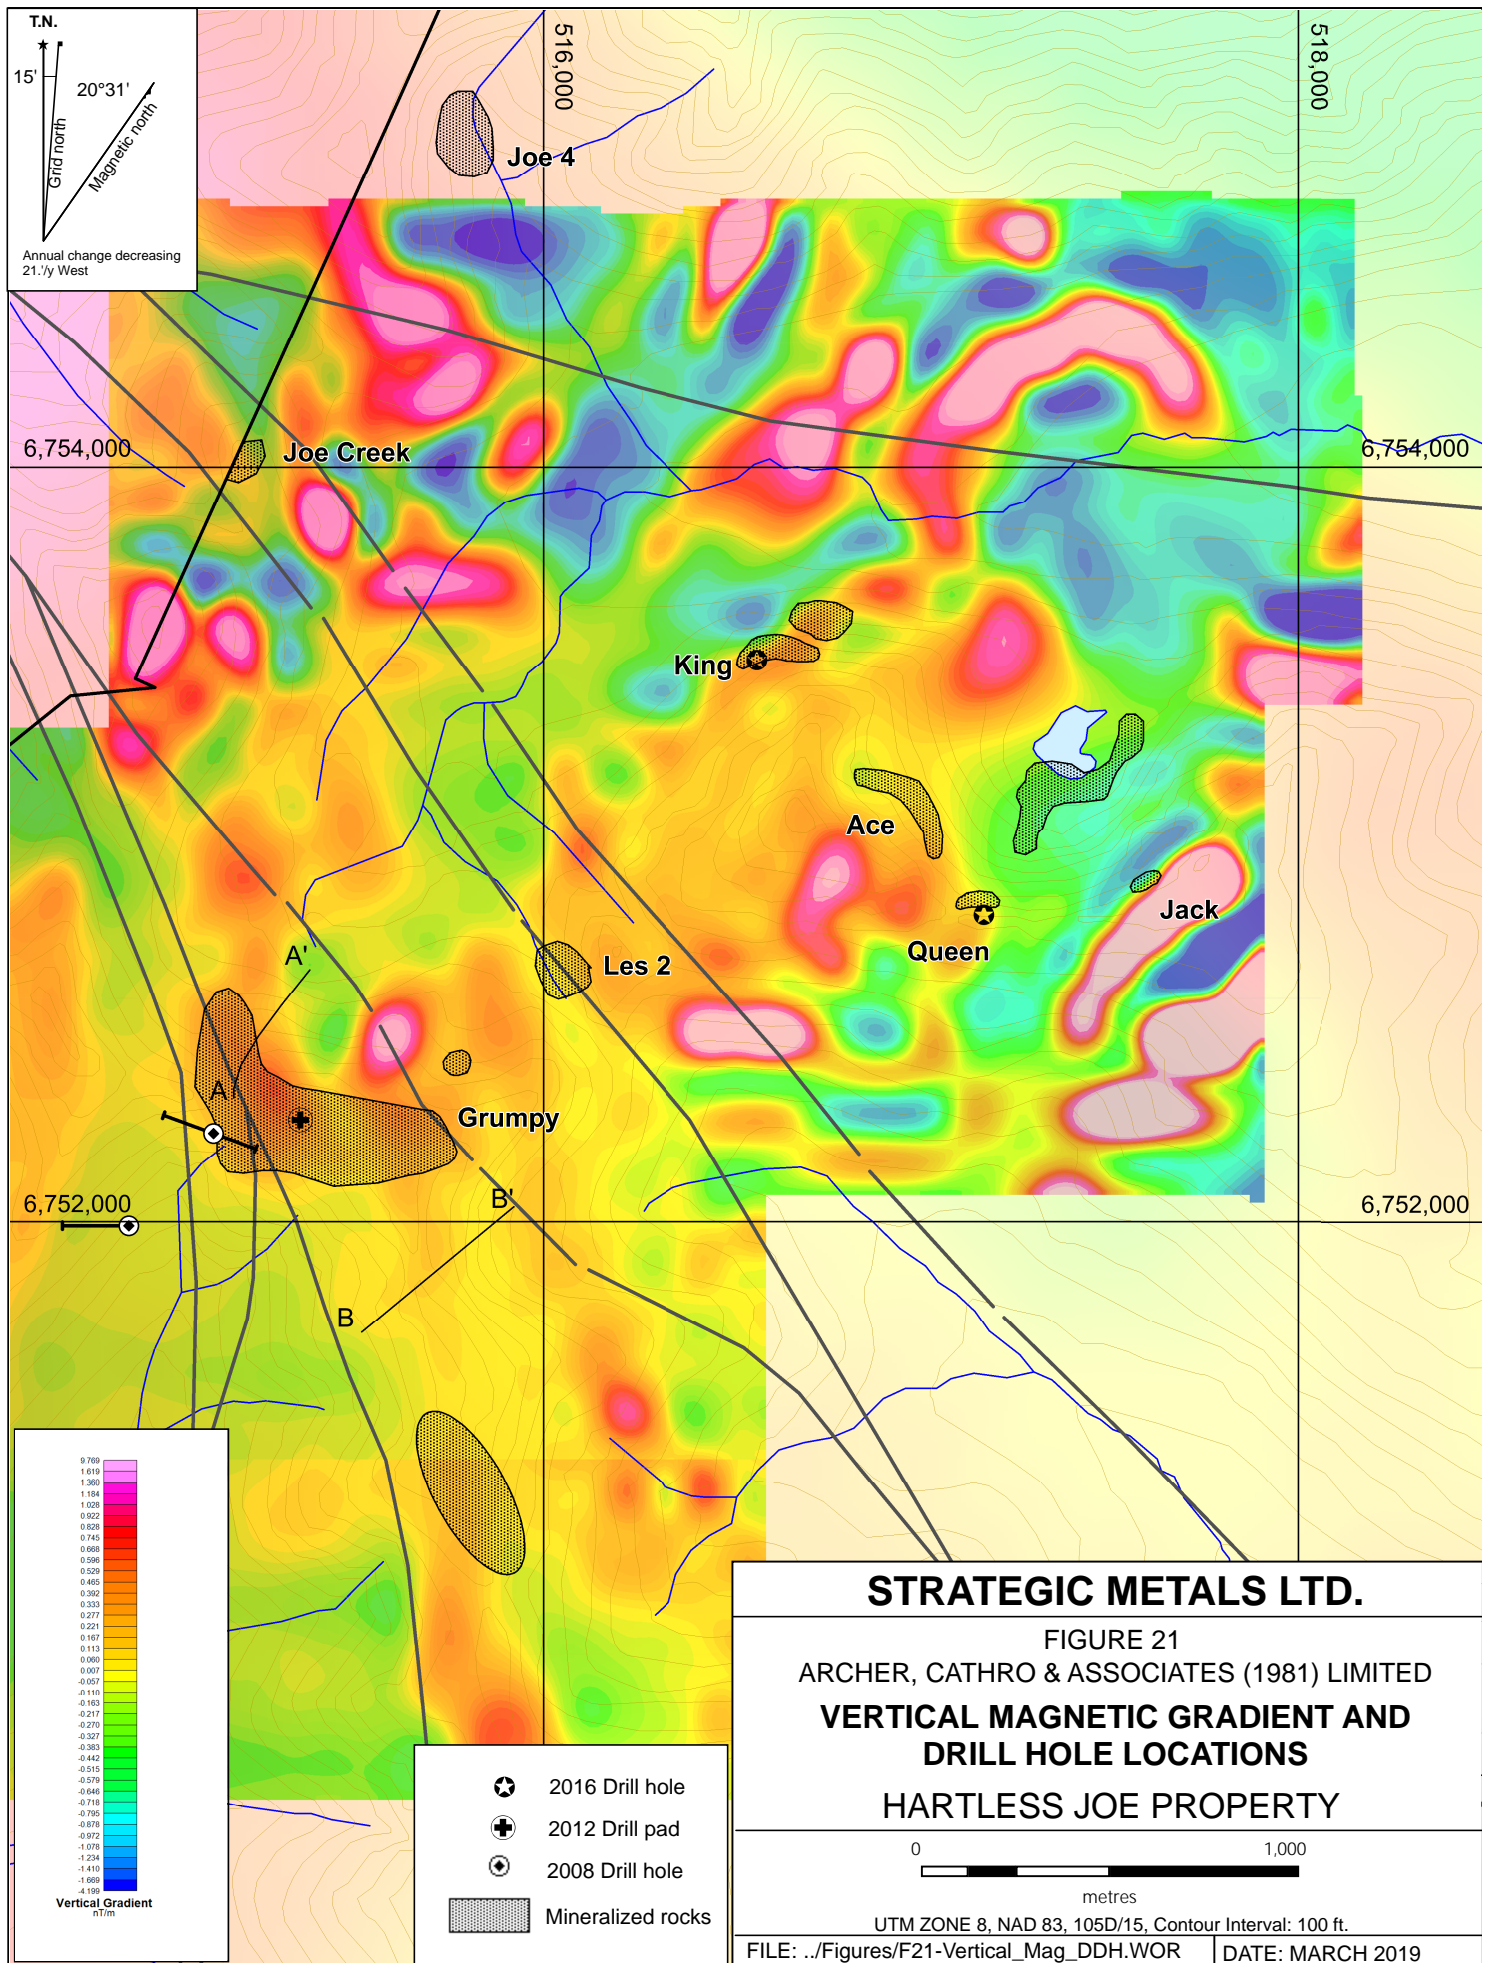 T.N.
15'
20°31'
Grid north
Magnetic north
Annual change decreasing
21.'/y West
516,000
518,000
Joe 4
6,754,000
Joe Creek
6,754,000
King
Ace
Jack
Queen
A'
Les 2
A
Grumpy
B'
6,752,000
6,752,000
B
9.769
1.619
1.360
1.184
1.028
0.922
0.828
0.745
0.668
0.596
0.529
0.465
0.392
0.333
0.277
0.221
0.167
0.113
0.060
0.007
-0.057
-0.110
-0.163
-0.217
-0.270
-0.327
-0.383
-0.442
-0.515
-0.579
-0.646
-0.718
-0.795
-0.878
-0.972
-1.078
-1.234
-1.410
-1.669
-4.199
Vertical Gradient
nT/m
2016 Drill hole
2012 Drill pad
2008 Drill hole
Mineralized rocks
STRATEGIC METALS LTD.
FIGURE 21
ARCHER, CATHRO & ASSOCIATES (1981) LIMITED
VERTICAL MAGNETIC GRADIENT AND
DRILL HOLE LOCATIONS
HARTLESS JOE PROPERTY
0 1,000
metres
UTM ZONE 8, NAD 83, 105D/15, Contour Interval: 100 ft.
FILE: ../Figures/F21-Vertical_Mag_DDH.WOR
DATE: MARCH 2019